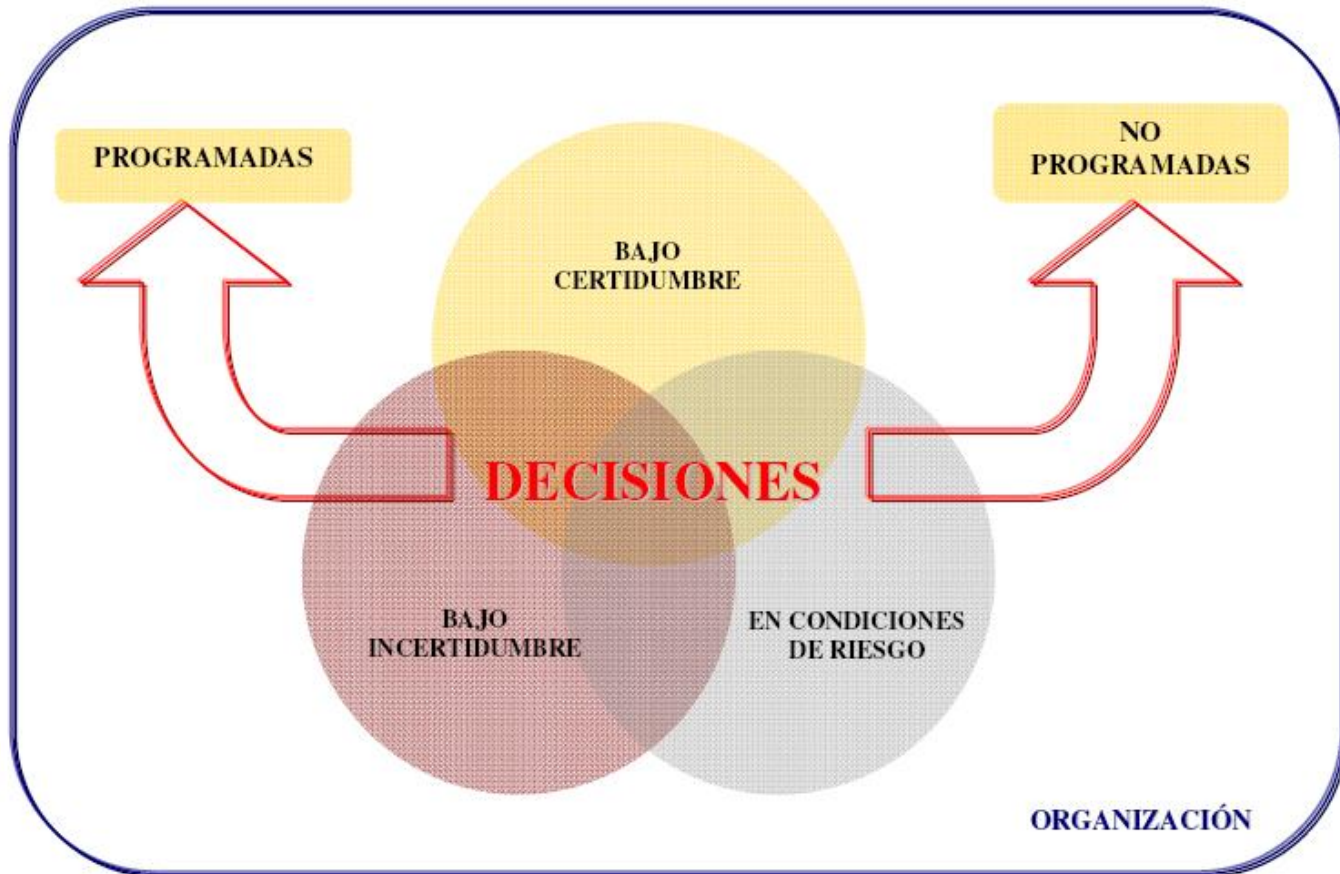 PROGRAMADAS
NO
PROGRAMADAS
BAJO
CERTIDUMBRE
DECISIONES
BAJO
INCERTIDUMBRE
EN CONDICIONES
DE RIESGO
ORGANIZACIÓN